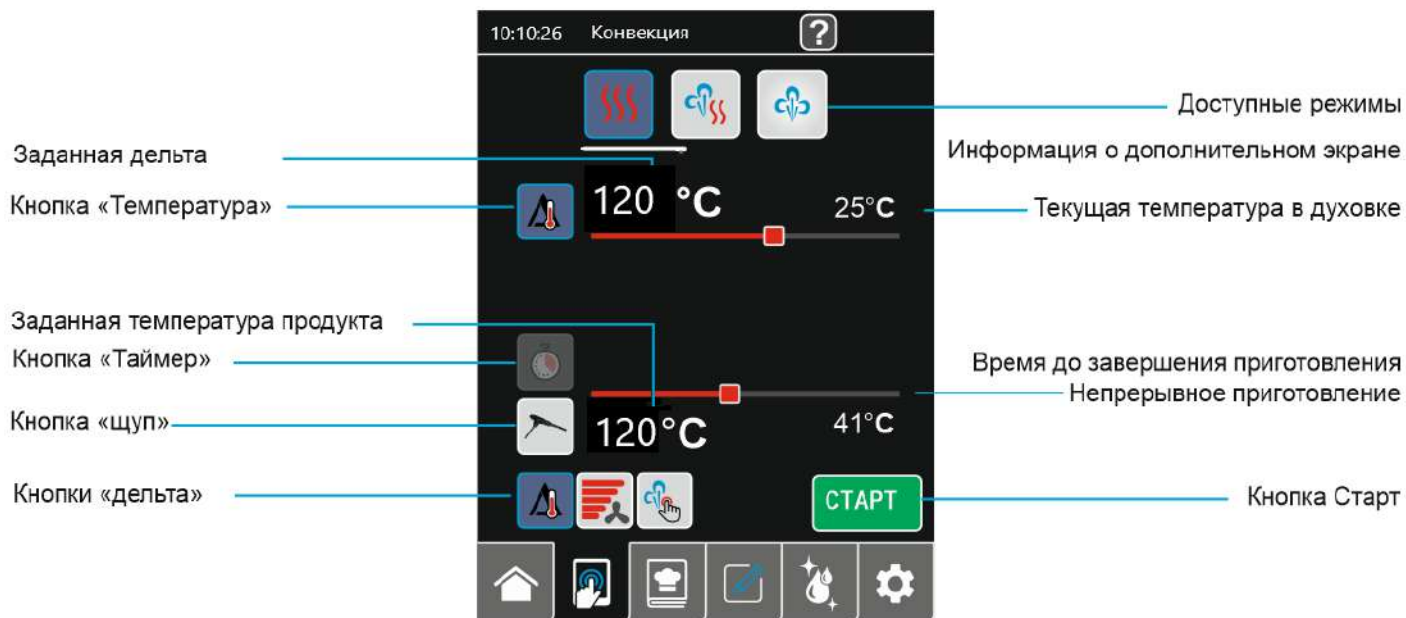 10:10:26 Конвекция ?
Доступные режимы
Заданная дельта
Информация о дополнительном экране
Кнопка «Температура»
120 °C
25°C
Текущая температура в духовке
Заданная температура продукта
Кнопка «Таймер»
Время до завершения приготовления
Непрерывное приготовление
Кнопка «щуп»
120°C
41°C
Кнопки «дельта»
СТАРТ
Кнопка Старт